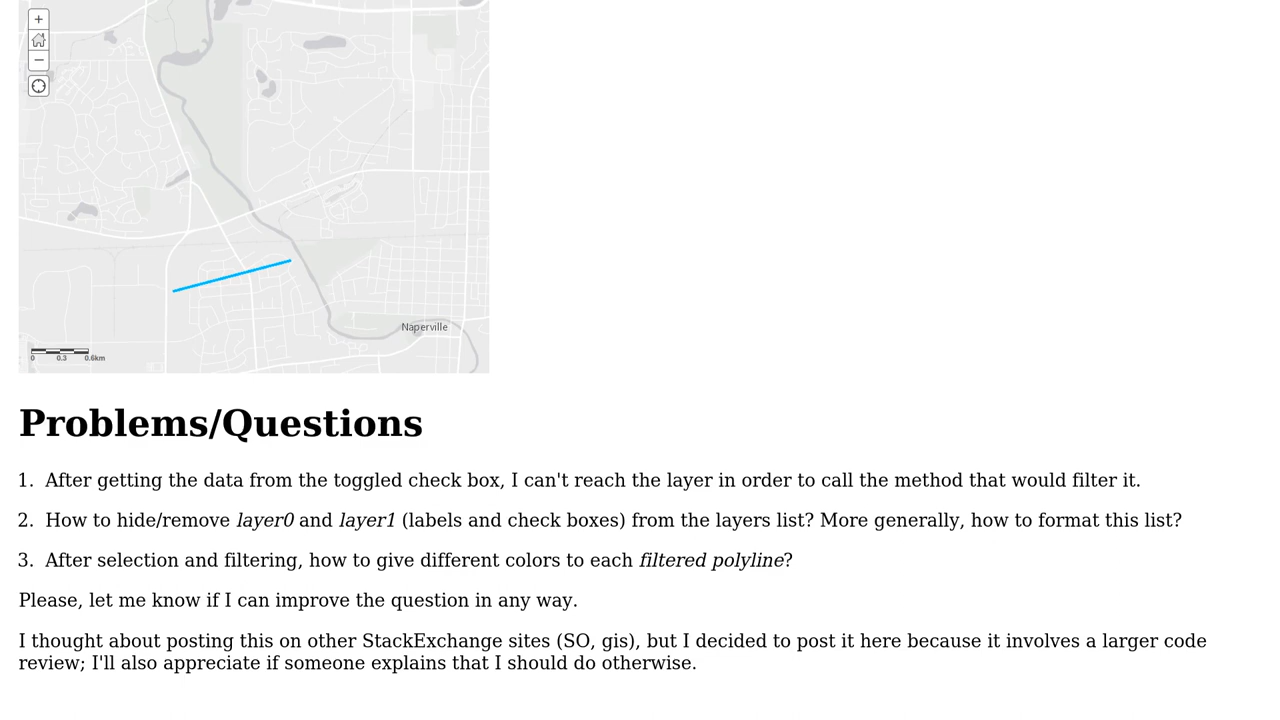 +
−
Naperville
0 0.3 0.6km
Problems/Questions
1. After getting the data from the toggled check box, I can't reach the layer in order to call the method that would filter it.
2. How to hide/remove layer0 and layer1 (labels and check boxes) from the layers list? More generally, how to format this list?
3. After selection and filtering, how to give different colors to each filtered polyline?
Please, let me know if I can improve the question in any way.
I thought about posting this on other StackExchange sites (SO, gis), but I decided to post it here because it involves a larger code
review; I'll also appreciate if someone explains that I should do otherwise.